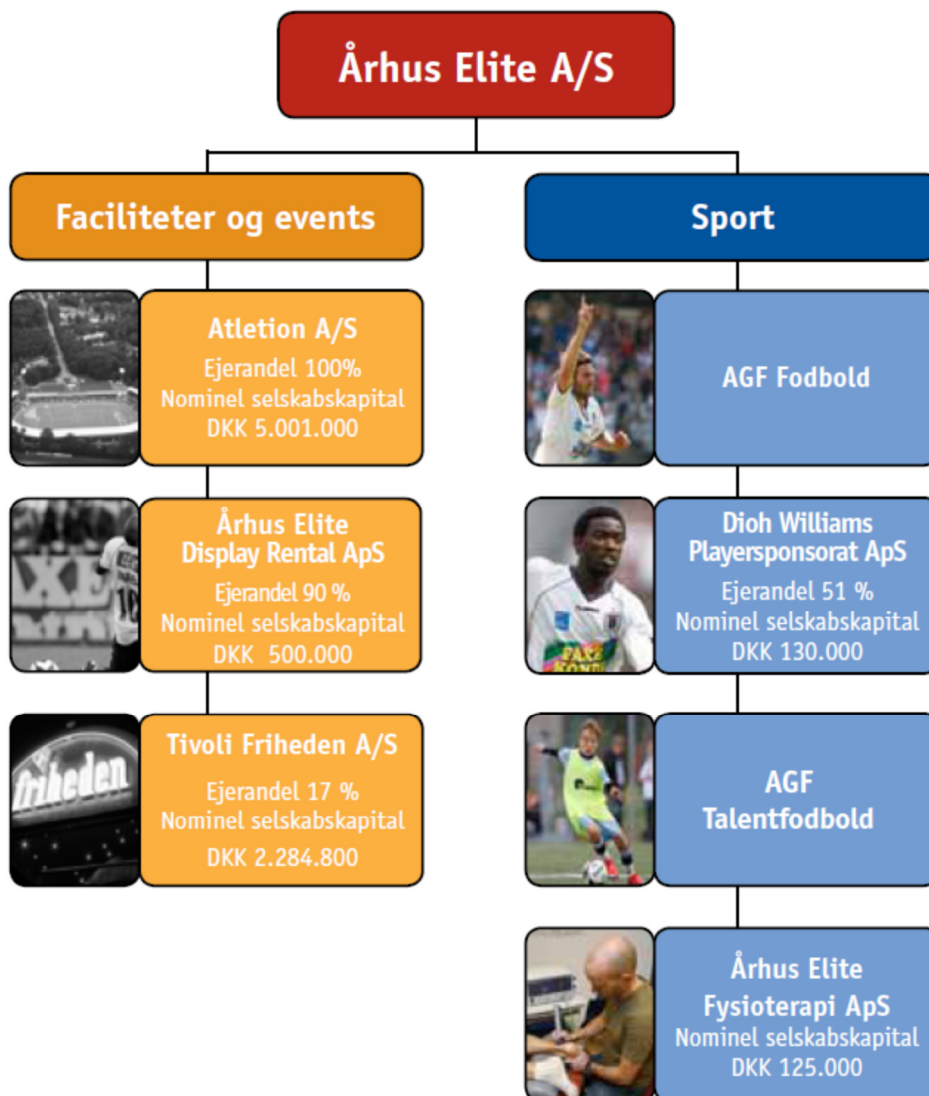 Århus Elite A/S
Faciliteter og events
Atletion A/S
Ejerandel 100%
Nominel selskabskapital
DKK 5.001.000
Århus Elite
Display Rental ApS
Ejerandel 90 %
Nominel selskabskapital
DKK 500.000
friheden
Tivoli Friheden A/S
Ejerandel 17 %
Nominel selskabskapital
DKK 2.284.800
Sport
AGF Fodbold
FAXE
KONDI
Dioh Williams
Playersponsorat ApS
Ejerandel 51 %
Nominel selskabskapital
DKK 130.000
AGF
Talentfodbold
Århus Elite
Fysioterapi ApS
Nominel selskabskapital
DKK 125.000